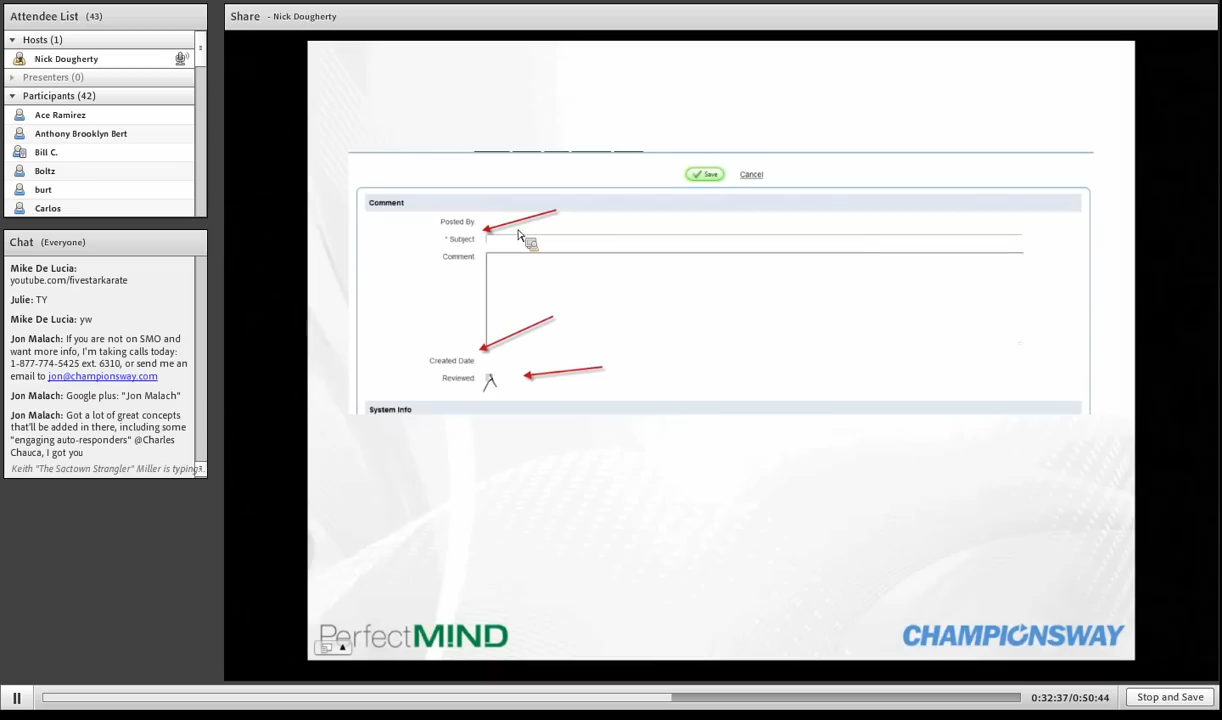 Attendee List (43)
Hosts (1)
Nick Dougherty
Presenters (0)
Participants (42)
Ace Ramirez
Anthony Brooklyn Bert
Bill C.
Boltz
burt
Carlos
Chat (Everyone)
Mike De Lucia:
youtube.com/fivestarkarate
Julie: TY
Mike De Lucia: yw
Jon Malach: If you are not on SMO and
want more info, I'm taking calls today:
1-877-774-5425 ext. 6310, or send me an
email to jon@championsway.com
Jon Malach: Google plus: "Jon Malach"
Jon Malach: Got a lot of great concepts
that'll be added in there, including some
"engaging auto-responders" @Charles
Chauca, I got you
Keith "The Sactown Strangler" Miller is typing...
Share - Nick Dougherty
Save Cancel
Comment
Posted By
* Subject
Comment
Created Date
Reviewed
System Info
PerfectMIND
CHAMPIONSWAY
0:32:37/0:50:44
Stop and Save